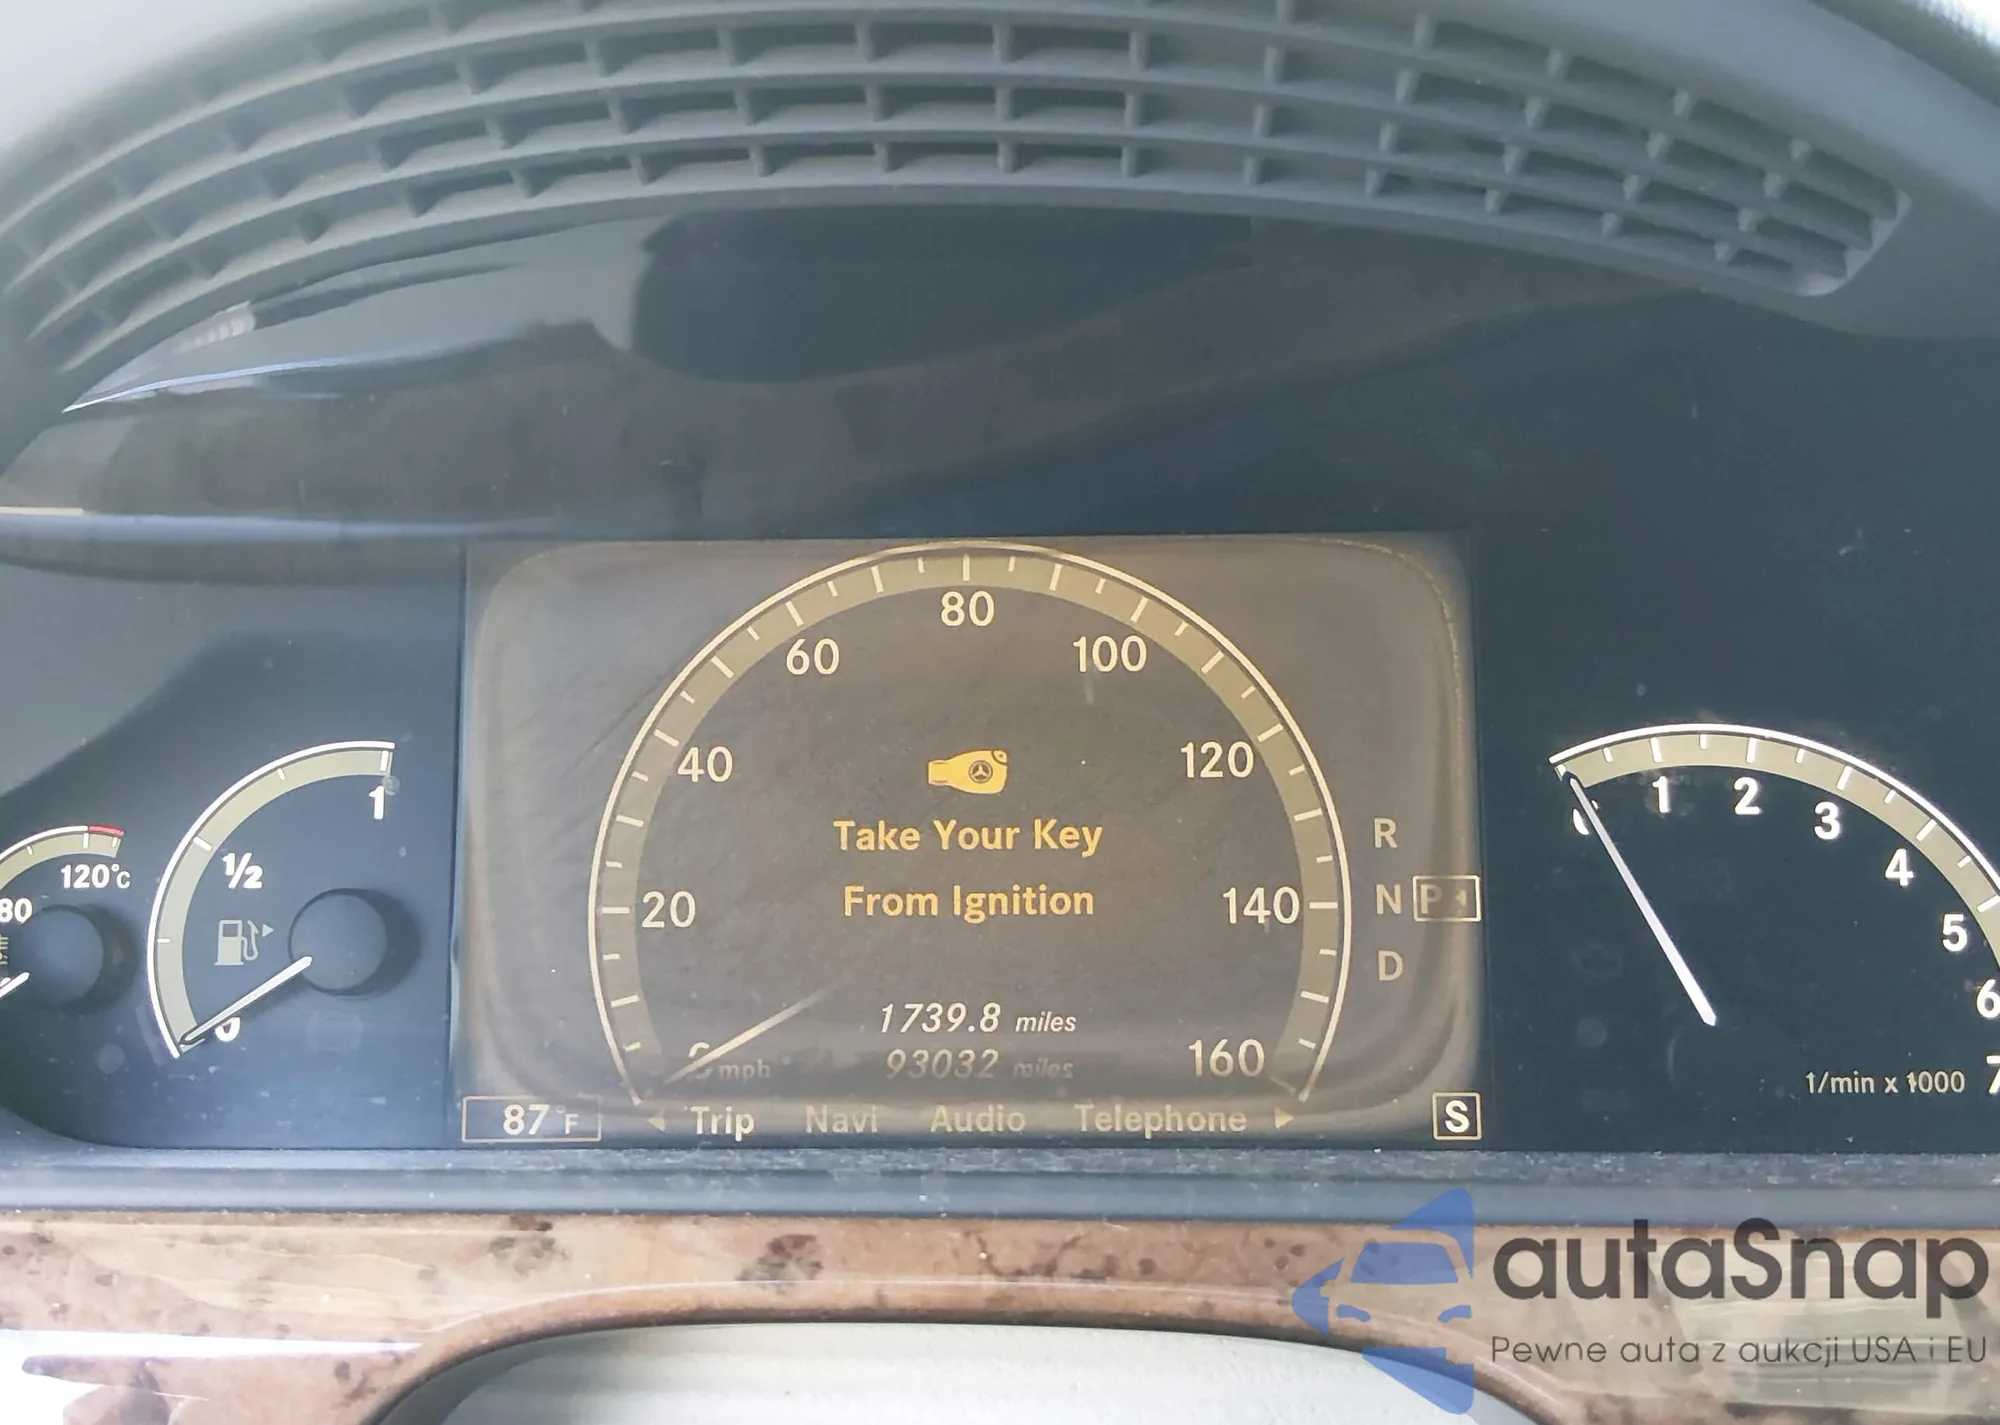 80
120°C
1
½
0
80
60
100
40
120
Take Your Key
From Ignition
20
140
R
N P
D
1739.8 miles
93032 miles
mph
160
87°F
Trip Navi Audio Telephone
S
1
2
3
4
5
6
7
1/min x 1000
autaSnap
Pewne auta z aukcji USA i EU